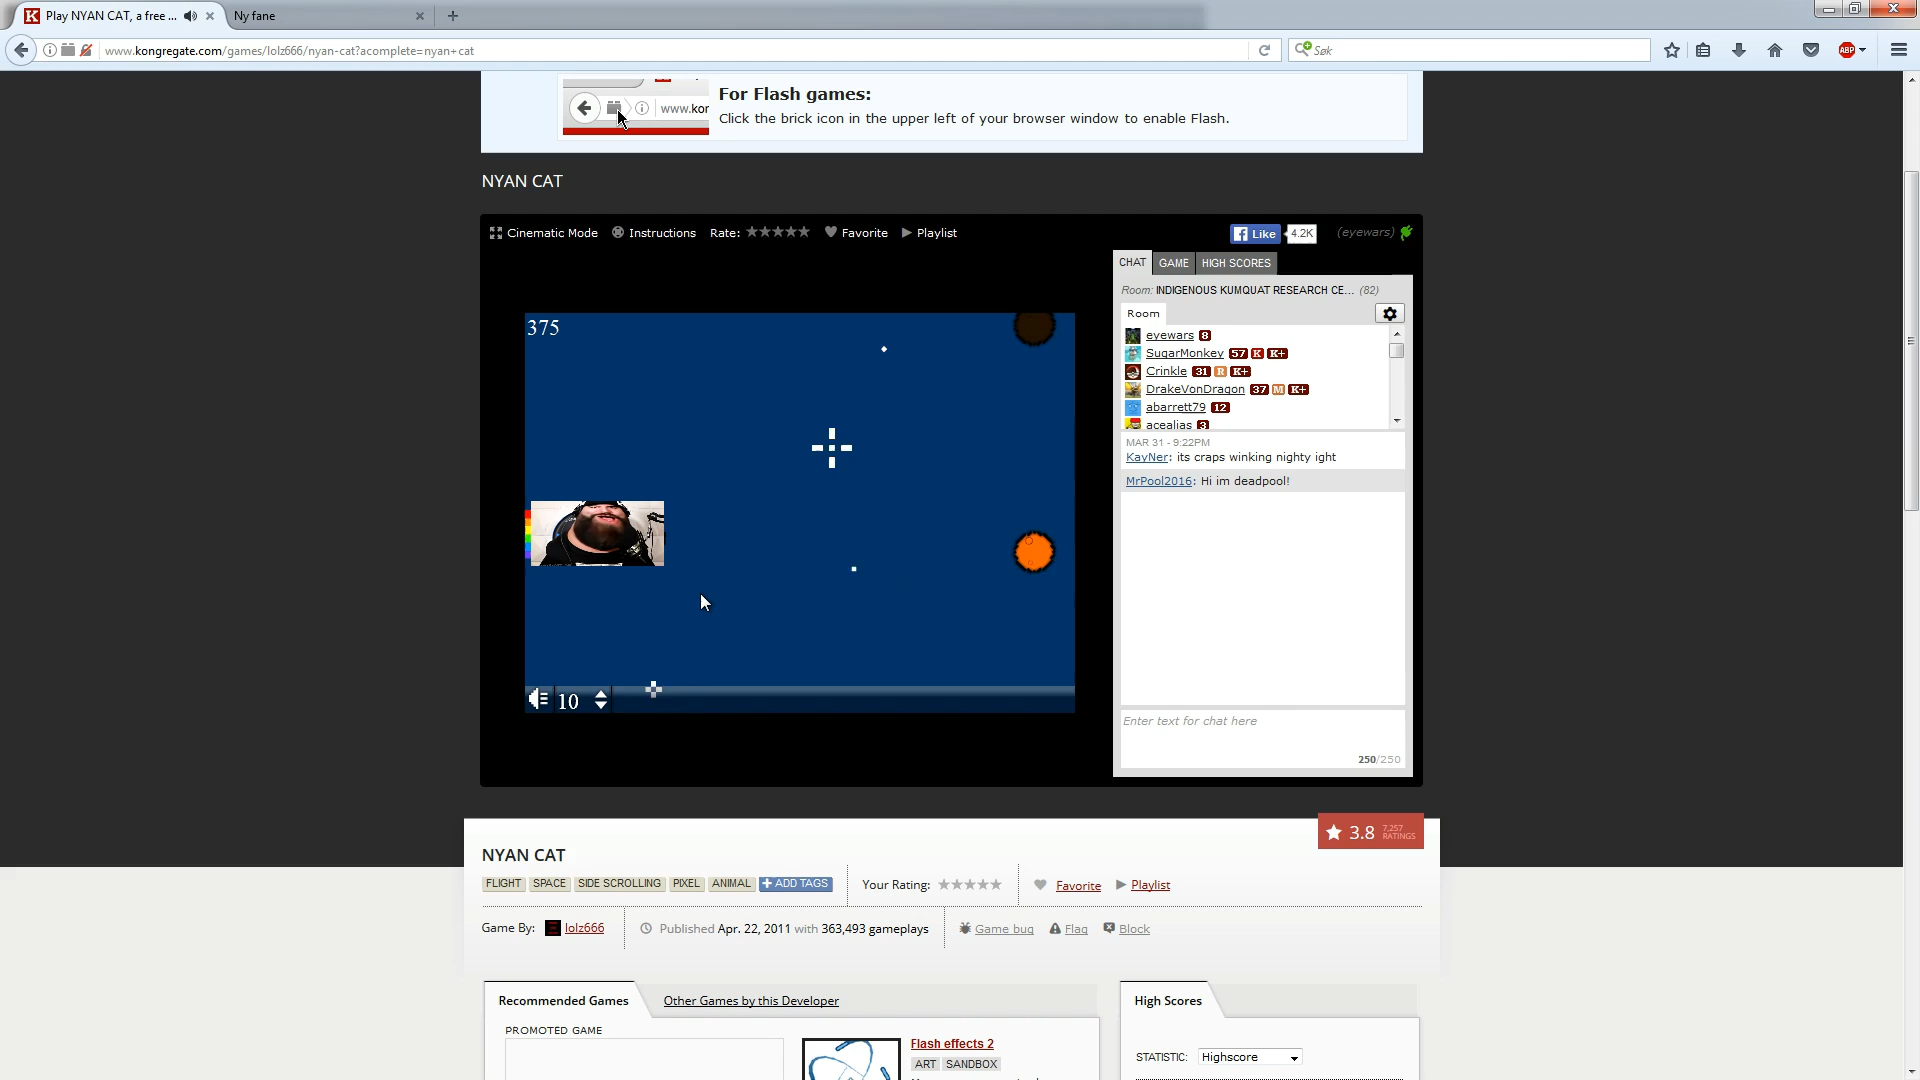 Play NYAN CAT, a free ...
Ny fane
www.kongregate.com/games/lolz666/nyan-cat?acomplete=nyan+cat
Søk
ABP
www.kor
For Flash games:
Click the brick icon in the upper left of your browser window to enable Flash.
NYAN CAT
Cinematic Mode
Instructions
Rate:
Favorite
Playlist
Like
4.2K
(eyewars)
CHAT
GAME
HIGH SCORES
Room: INDIGENOUS KUMQUAT RESEARCH CE... (82)
Room
eyewars 8
SugarMonkey 57 K K+
Crinkle 31 R K+
DrakeVonDragon 37 M K+
abarrett79 12
acealias 3
MAR 31 - 9:22PM
KayNer: its craps winking nighty ight
MrPool2016: Hi im deadpool!
Enter text for chat here
250/250
375
10
3.8
7,257
RATINGS
NYAN CAT
FLIGHT
SPACE
SIDE SCROLLING
PIXEL
ANIMAL
+ ADD TAGS
Your Rating:
Favorite
Playlist
Game By:
lolz666
Published Apr. 22, 2011 with 363,493 gameplays
Game bug
Flag
Block
Recommended Games
Other Games by this Developer
High Scores
PROMOTED GAME
Flash effects 2
ART
SANDBOX
STATISTIC:
Highscore